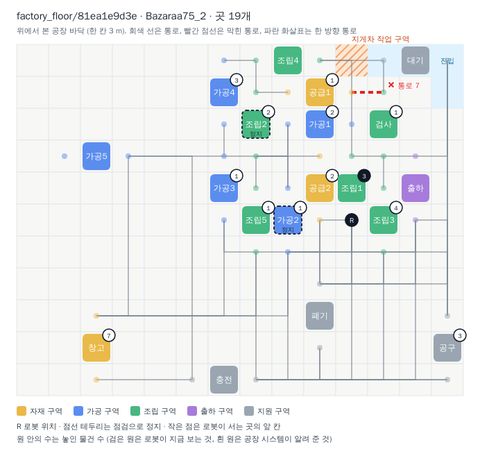 factory_floor/81ea1e9d3e · Bazaraa75_2 · 곳 19개
위에서 본 공장 바닥 (한 칸 3 m). 회색 선은 통로, 빨간 점선은 막힌 통로, 파란 화살표는 한 방향 통로
지게차 작업 구역
조립4
대기
진입
3
가공4
1
공급1
✕ 통로 7
2
조립2
정지
2
가공1
1
검사
가공5
1
가공3
2
공급2
3
조립1
출하
1
조립5
1
가공2
정지
R
4
조립3
폐기
7
창고
3
공구
충전
자재 구역
가공 구역
조립 구역
출하 구역
지원 구역
R 로봇 위치 · 점선 테두리는 점검으로 정지 · 작은 점은 로봇이 서는 곳의 앞 칸
원 안의 수는 놓인 물건 수 (검은 원은 로봇이 지금 보는 것, 흰 원은 공장 시스템이 알려 준 것)